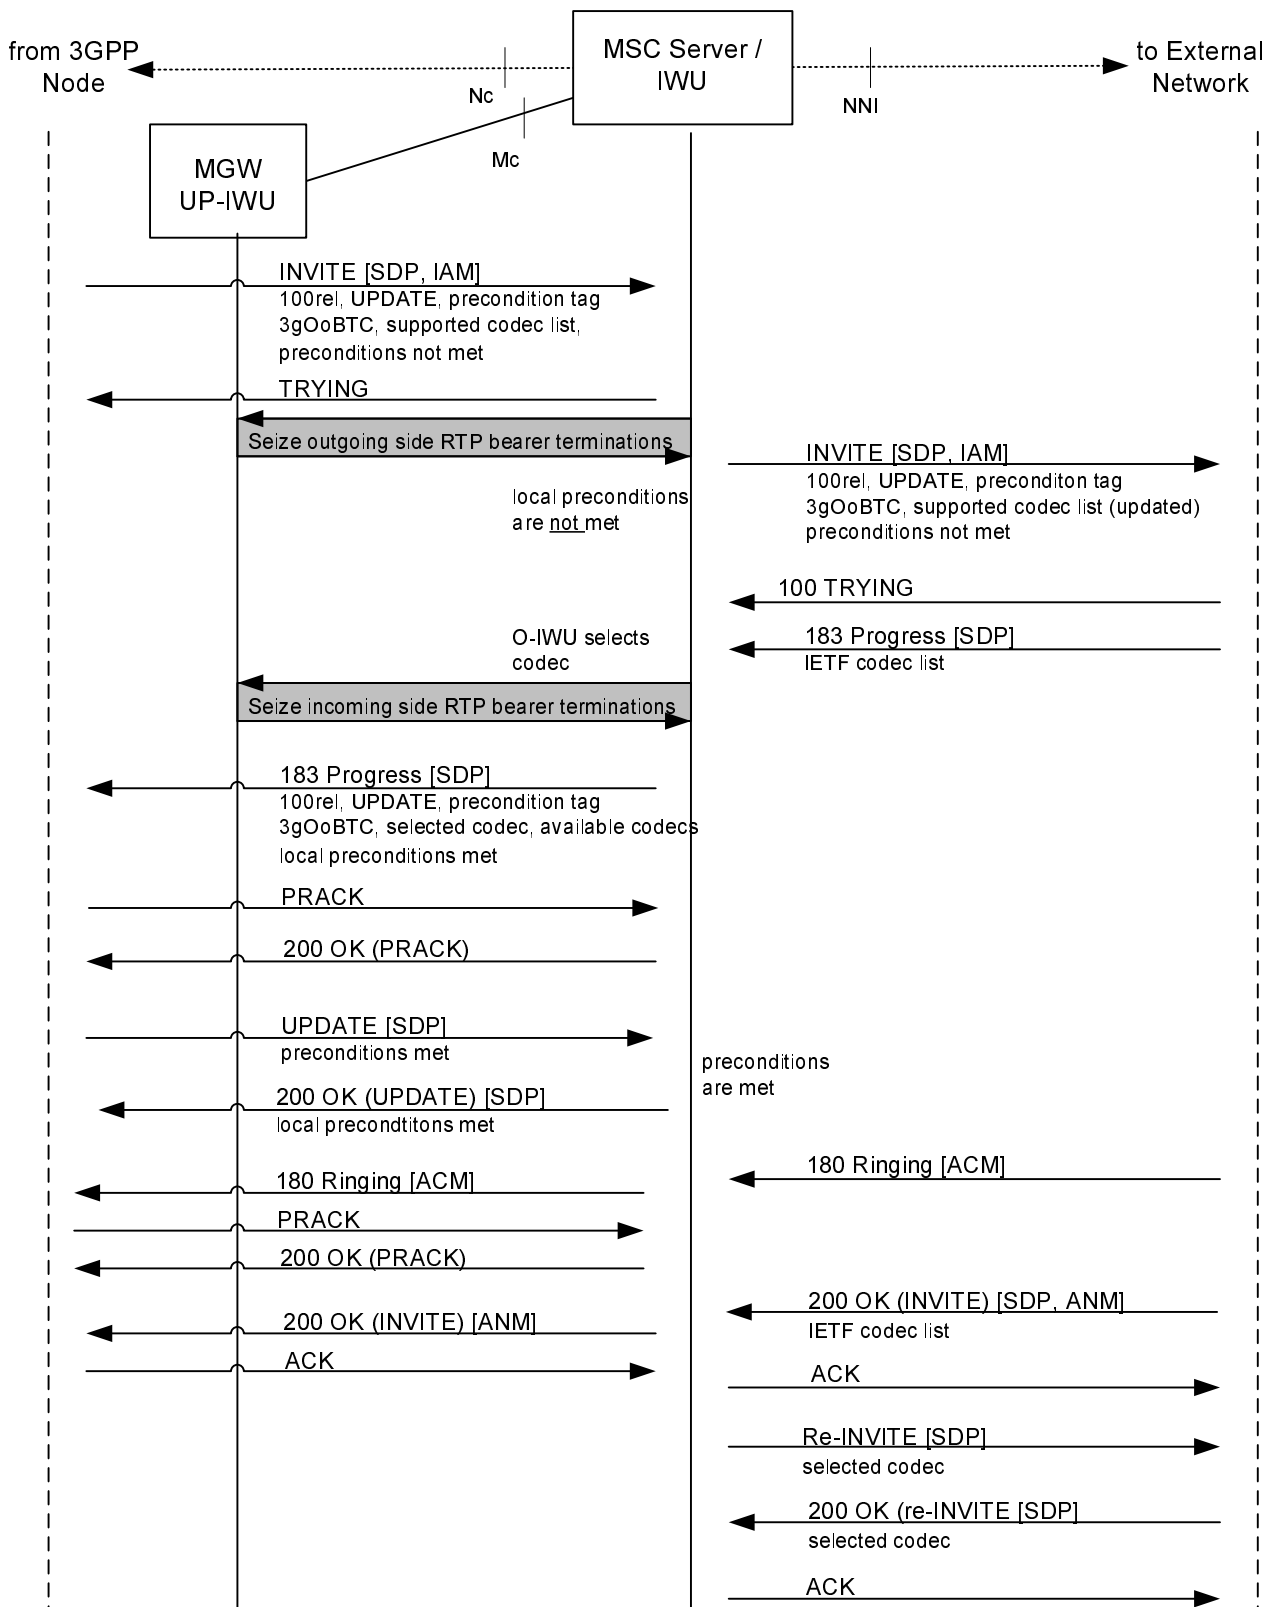 from 3GPP
Node
MSC Server /
IWU
to External
Network
Nc
NNI
Mc
MGW
UP-IWU
INVITE [SDP, IAM]
100rel, UPDATE, precondition tag
3gOoBTC, supported codec list,
preconditions not met
TRYING
Seize outgoing side RTP bearer terminations
INVITE [SDP, IAM]
100rel, UPDATE, preconditon tag
3gOoBTC, supported codec list (updated)
preconditions not met
local preconditions
are not met
100 TRYING
183 Progress [SDP]
IETF codec list
O-IWU selects
codec
Seize incoming side RTP bearer terminations
183 Progress [SDP]
100rel, UPDATE, precondition tag
3gOoBTC, selected codec, available codecs
local preconditions met
PRACK
200 OK (PRACK)
UPDATE [SDP]
preconditions met
preconditions
are met
200 OK (UPDATE) [SDP]
local precondtitons met
180 Ringing [ACM]
180 Ringing [ACM]
PRACK
200 OK (PRACK)
200 OK (INVITE) [SDP, ANM]
IETF codec list
200 OK (INVITE) [ANM]
ACK
ACK
Re-INVITE [SDP]
selected codec
200 OK (re-INVITE [SDP]
selected codec
ACK